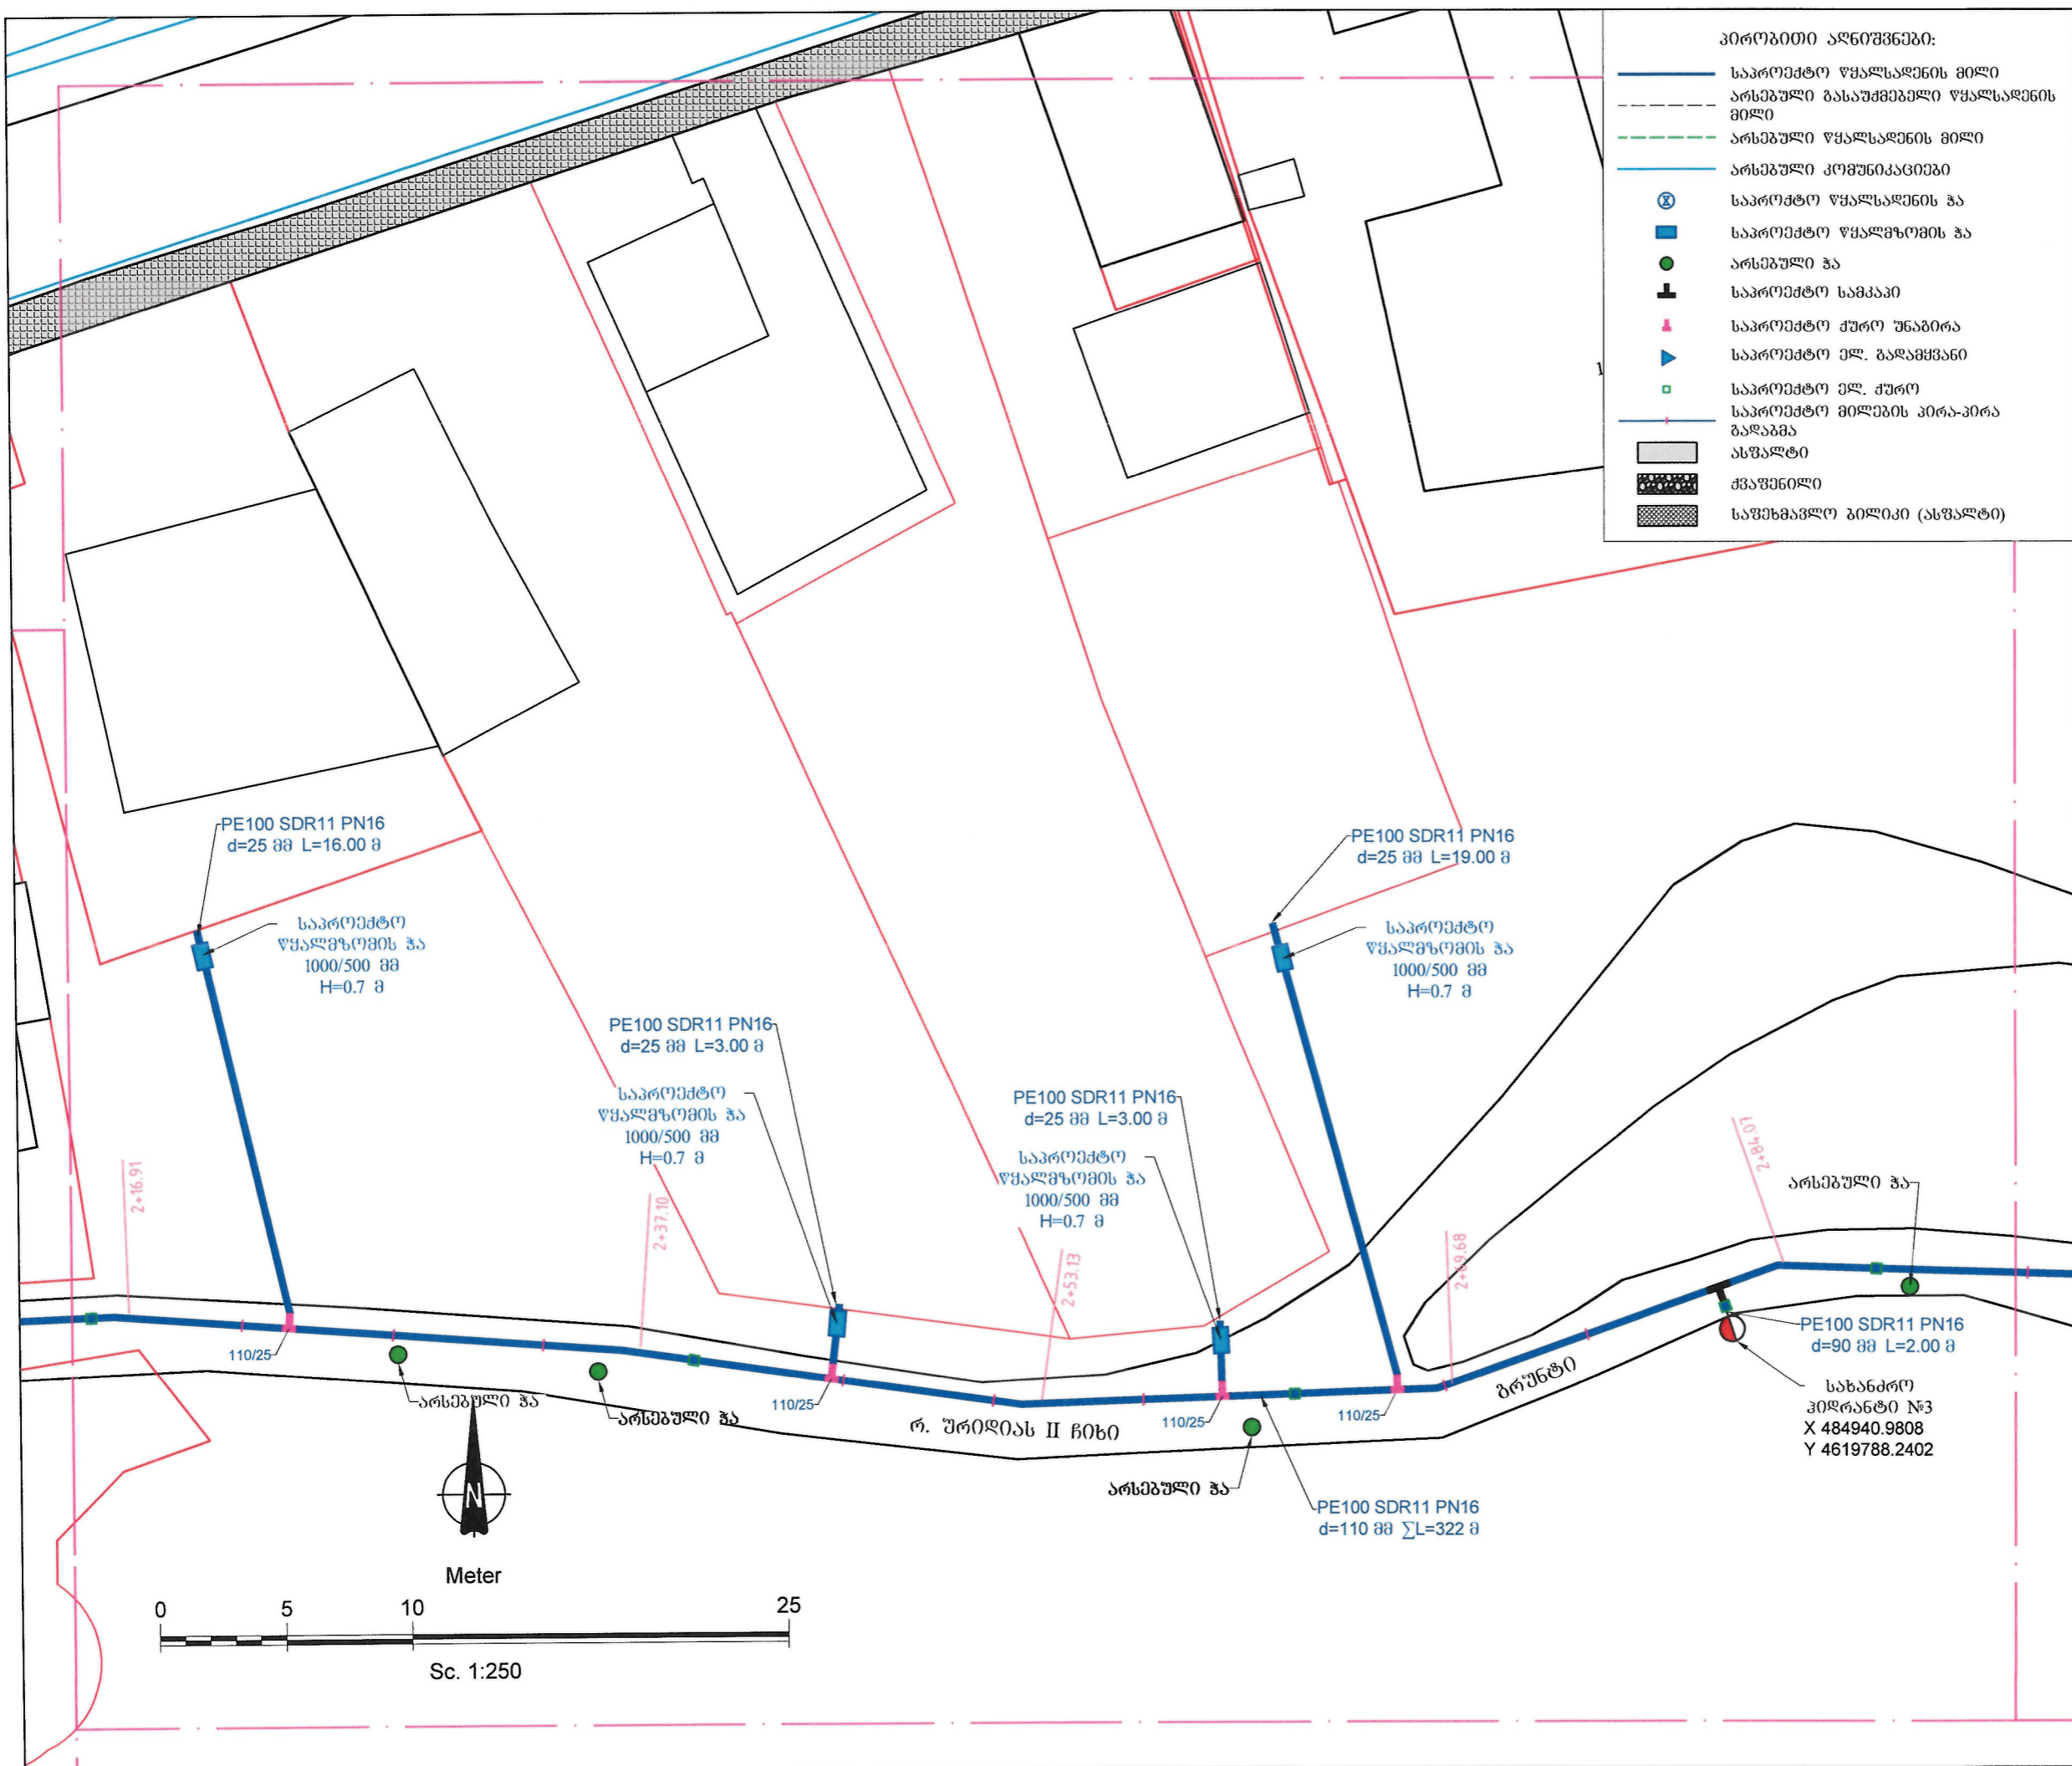 ᲞᲘᲠᲝᲑᲘᲗᲘ ᲐᲦᲜᲘᲨᲕᲜᲔᲑᲘ:
ᲡᲐᲞᲠᲝᲔᲥᲢᲝ ᲬᲧᲐᲚᲡᲐᲓᲔᲜᲘᲡ ᲛᲘᲚᲘ
ᲐᲠᲡᲔᲑᲣᲚᲘ ᲒᲐᲡᲐᲣᲥᲛᲔᲑᲔᲚᲘ ᲬᲧᲐᲚᲡᲐᲓᲔᲜᲘᲡ
ᲛᲘᲚᲘ
ᲐᲠᲡᲔᲑᲣᲚᲘ ᲬᲧᲐᲚᲡᲐᲓᲔᲜᲘᲡ ᲛᲘᲚᲘ
ᲐᲠᲡᲔᲑᲣᲚᲘ ᲙᲝᲛᲣᲜᲘᲙᲐᲪᲘᲔᲑᲘ
ᲡᲐᲞᲠᲝᲥᲢᲝ ᲬᲧᲐᲚᲡᲐᲓᲔᲜᲘᲡ ᲭᲐ
ᲡᲐᲞᲠᲝᲔᲥᲢᲝ ᲬᲧᲐᲚᲛᲖᲝᲛᲘᲡ ᲭᲐ
ᲐᲠᲡᲔᲑᲣᲚᲘ ᲭᲐ
ᲡᲐᲞᲠᲝᲔᲥᲢᲝ ᲡᲐᲛᲙᲐᲞᲘ
ᲡᲐᲞᲠᲝᲔᲥᲢᲝ ᲥᲣᲠᲝ ᲣᲜᲐᲒᲘᲠᲐ
ᲡᲐᲞᲠᲝᲔᲥᲢᲝ ᲔᲚ. ᲒᲐᲓᲐᲛᲧᲕᲐᲜᲘ
ᲡᲐᲞᲠᲝᲔᲥᲢᲝ ᲔᲚ. ᲥᲣᲠᲝ
ᲡᲐᲞᲠᲝᲔᲥᲢᲝ ᲛᲘᲚᲔᲑᲘᲡ ᲞᲘᲠᲐ-ᲞᲘᲠᲐ
ᲒᲐᲓᲐᲑᲛᲐ
ᲐᲡᲤᲐᲚᲢᲘ
ᲥᲕᲐᲤᲔᲜᲘᲚᲘ
ᲡᲐᲤᲔᲮᲛᲐᲕᲚᲝ ᲑᲘᲚᲘᲙᲘ (ᲐᲡᲤᲐᲚᲢᲘ)
PE100 SDR11 PN16
d=25 ᲛᲛ L=16.00 Მ
ᲡᲐᲞᲠᲝᲔᲥᲢᲝ
ᲬᲧᲐᲚᲛᲖᲝᲛᲘᲡ ᲭᲐ
1000/500 ᲛᲛ
H=0.7 Მ
PE100 SDR11 PN16
d=25 ᲛᲛ L=19.00 Მ
ᲡᲐᲞᲠᲝᲔᲥᲢᲝ
ᲬᲧᲐᲚᲛᲖᲝᲛᲘᲡ ᲭᲐ
1000/500 ᲛᲛ
H=0.7 Მ
PE100 SDR11 PN16
d=25 ᲛᲛ L=3.00 Მ
ᲡᲐᲞᲠᲝᲔᲥᲢᲝ
ᲬᲧᲐᲚᲛᲖᲝᲛᲘᲡ ᲭᲐ
1000/500 ᲛᲛ
H=0.7 Მ
PE100 SDR11 PN16
d=25 ᲛᲛ L=3.00 Მ
ᲡᲐᲞᲠᲝᲔᲥᲢᲝ
ᲬᲧᲐᲚᲛᲖᲝᲛᲘᲡ ᲭᲐ
1000/500 ᲛᲛ
H=0.7 Მ
2+16.91
2+37.10
2+53.13
2+69.68
2+84.07
ᲐᲠᲡᲔᲑᲣᲚᲘ ᲭᲐ
110/25
110/25
110/25
110/25
ᲐᲠᲡᲔᲑᲣᲚᲘ ᲭᲐ
ᲐᲠᲡᲔᲑᲣᲚᲘ ᲭᲐ
Რ. ᲣᲠᲘᲓᲘᲐᲡ II ᲩᲘᲮᲘ
ᲒᲠᲣᲜᲢᲘ
PE100 SDR11 PN16
d=90 ᲛᲛ L=2.00 Მ
ᲡᲐᲮᲐᲜᲫᲠᲝ
ᲰᲘᲓᲠᲐᲜᲢᲘ №3
X 484940.9808
Y 4619788.2402
ᲐᲠᲡᲔᲑᲣᲚᲘ ᲭᲐ
PE100 SDR11 PN16
d=110 ᲛᲛ ∑L=322 Მ
N
Meter
0 5 10 25
Sc. 1:250